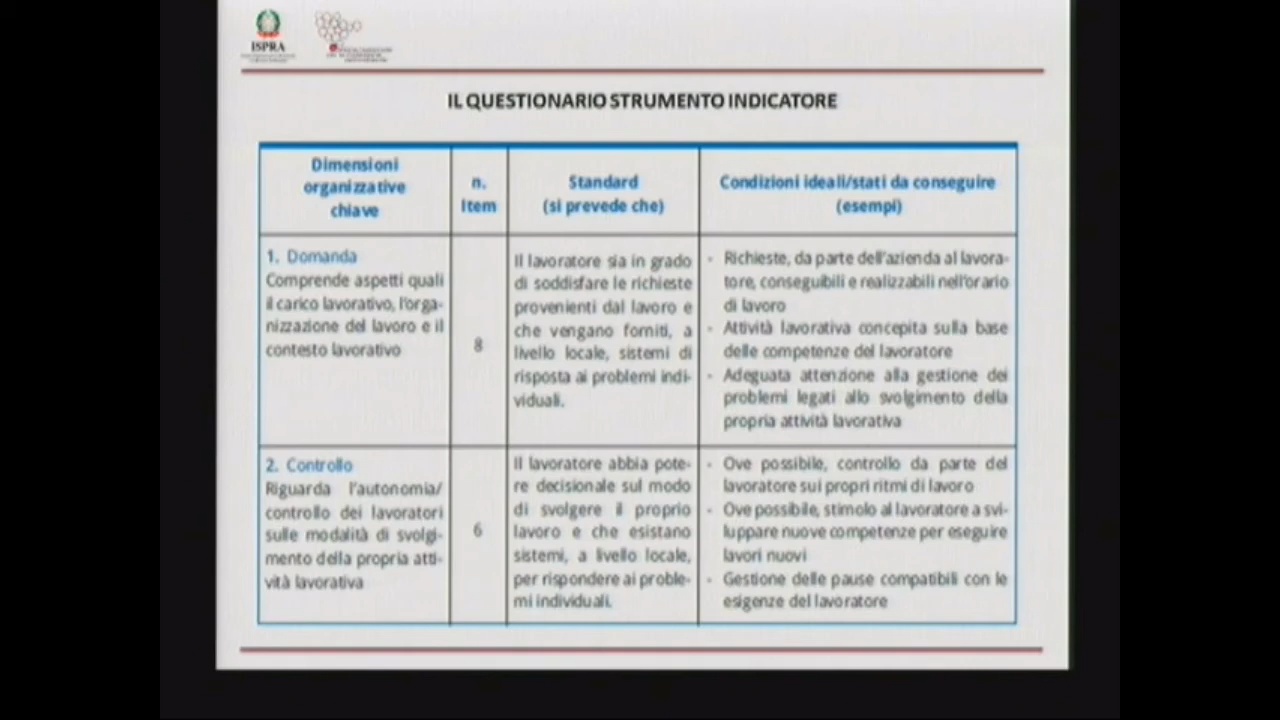 ISPRA
IL QUESTIONARIO STRUMENTO INDICATORE
Dimensioni
organizzative
chiave
n.
Item
Standard
(si prevede che)
Condizioni ideali/stati da conseguire
(esempi)
1. Domanda
Comprende aspetti quali
il carico lavorativo, l'orga-
nizzazione del lavoro e il
contesto lavorativo
8
Il lavoratore sia in grado
di soddisfare le richieste
provenienti dal lavoro e
che vengano forniti, a
livello locale, sistemi di
risposta ai problemi indi-
viduali.
- Richieste, da parte dell'azienda al lavora-
tore, conseguibili e realizzabili nell'orario
di lavoro
- Attività lavorativa concepita sulla base
delle competenze del lavoratore
- Adeguata attenzione alla gestione dei
problemi legati allo svolgimento della
propria attività lavorativa
2. Controllo
Riguarda l'autonomia/
controllo dei lavoratori
sulle modalità di svolgi-
mento della propria atti-
vità lavorativa
6
Il lavoratore abbia pote-
re decisionale sul modo
di svolgere il proprio
lavoro e che esistano
sistemi, a livello locale,
per rispondere ai proble-
mi individuali.
- Ove possibile, controllo da parte del
lavoratore sui propri ritmi di lavoro
- Ove possibile, stimolo al lavoratore a svi-
luppare nuove competenze per eseguire
lavori nuovi
- Gestione delle pause compatibili con le
esigenze del lavoratore